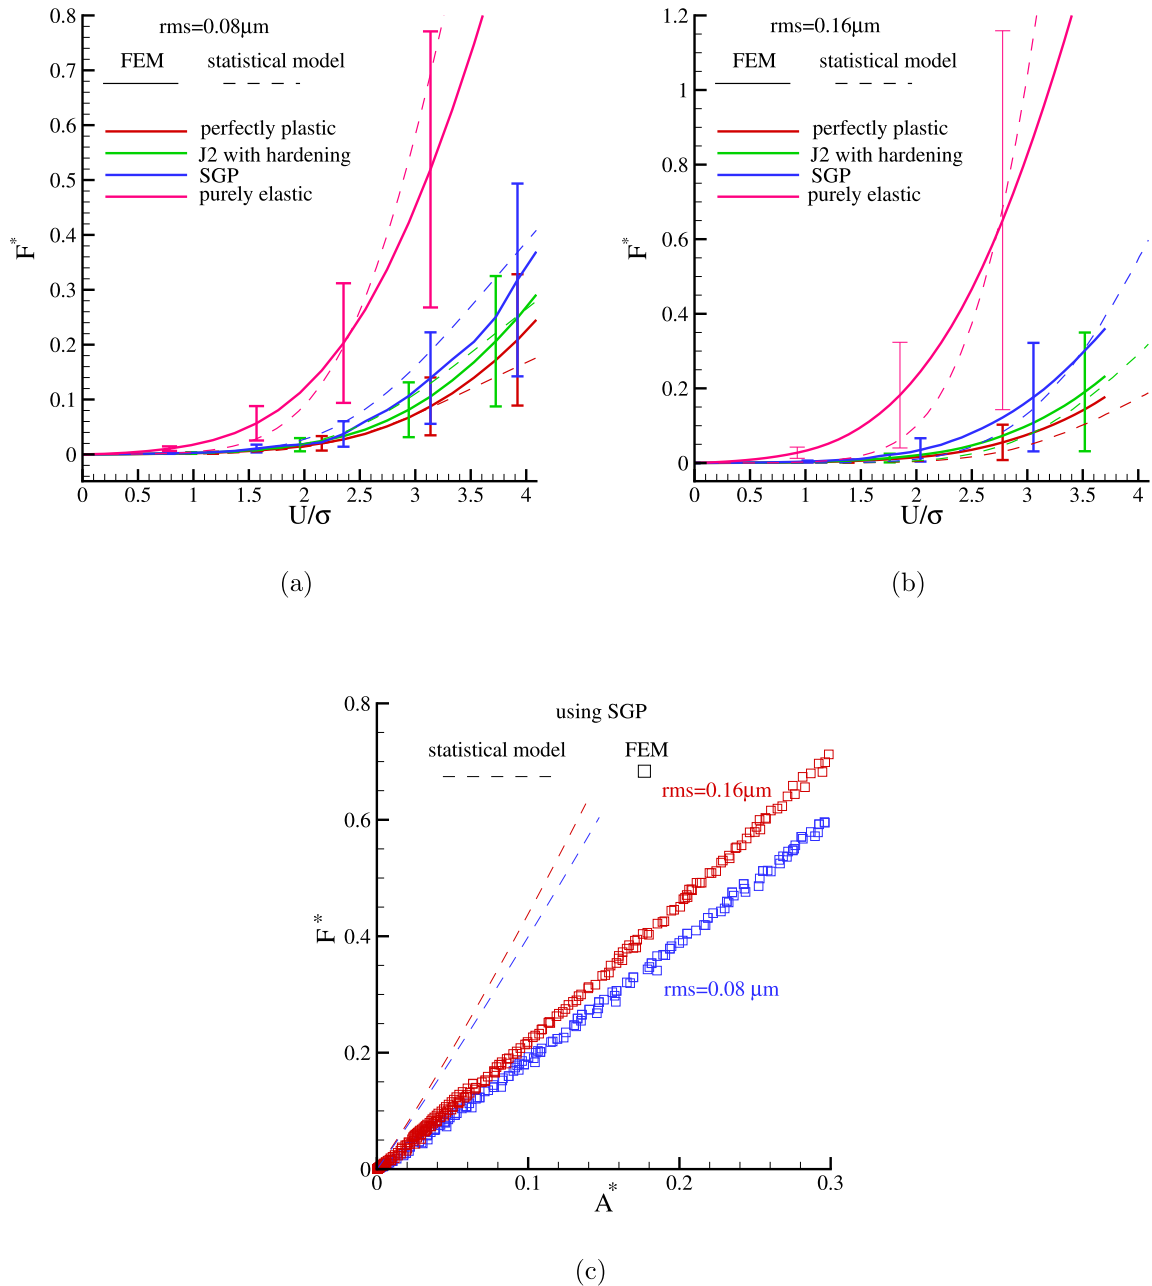 rms=0.08μm
FEM
statistical model
perfectly plastic
J2 with hardening
SGP
purely elastic
F*
0.8
0.7
0.6
0.5
0.4
0.3
0.2
0.1
0
0 0.5 1 1.5 2 2.5 3 3.5 4
U/σ
(a)
rms=0.16μm
FEM
statistical model
perfectly plastic
J2 with hardening
SGP
purely elastic
F*
1.2
1
0.8
0.6
0.4
0.2
0
0 0.5 1 1.5 2 2.5 3 3.5 4
U/σ
(b)
using SGP
statistical model
FEM
rms=0.16μm
rms=0.08 μm
F*
0.8
0.6
0.4
0.2
0
0 0.1 0.2 0.3
A*
(c)